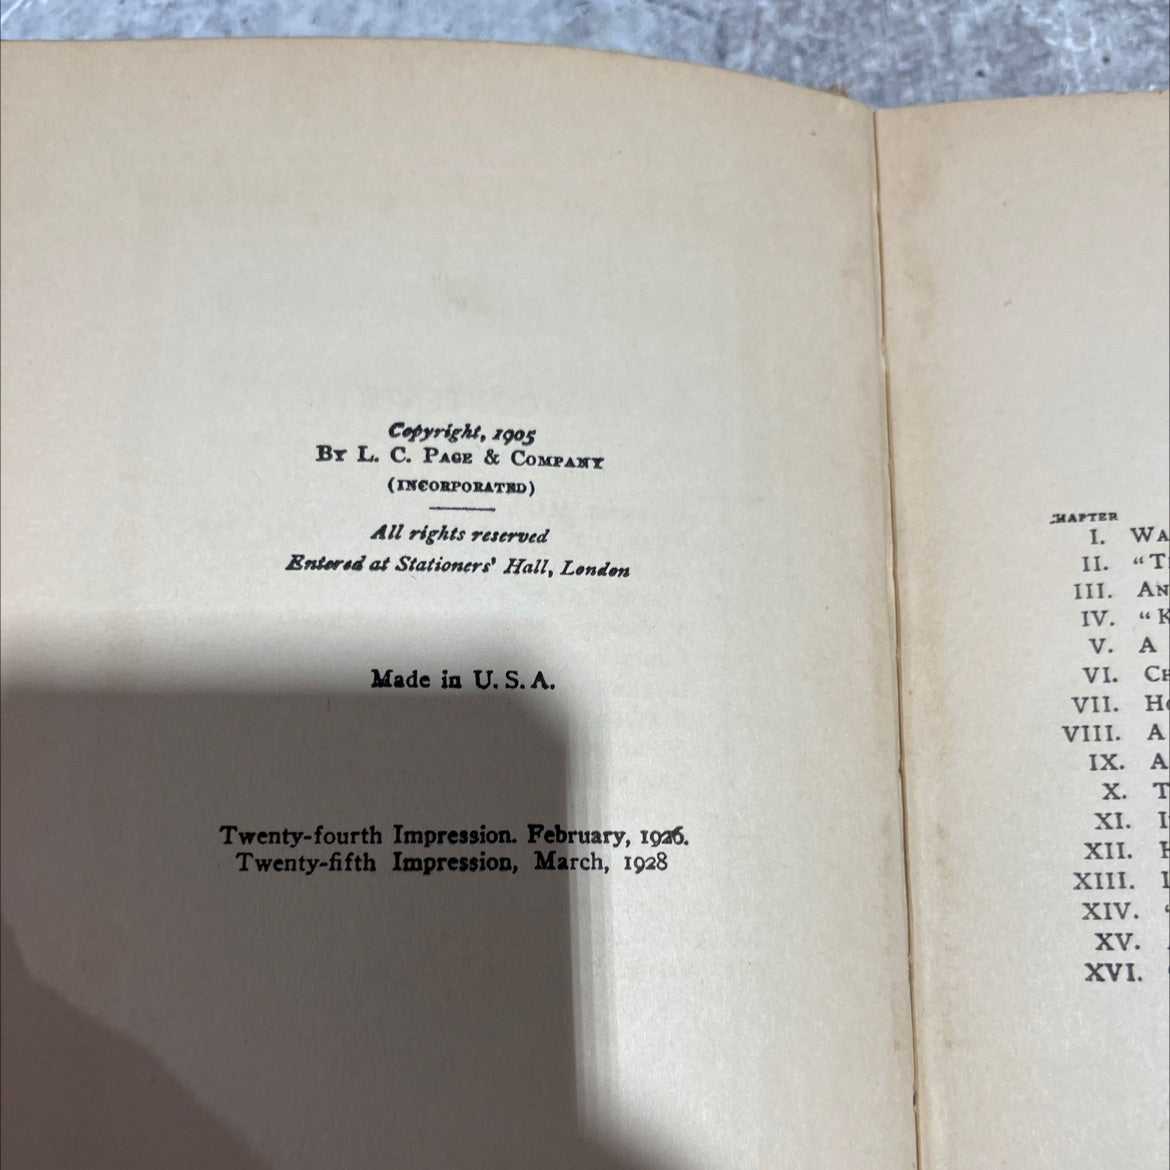 Copyright, 1905
By L. C. Page & Company
(INCORPORATED)
All rights reserved
Entered at Stationers' Hall, London
Made in U. S. A.
Twenty-fourth Impression. February, 1926.
Twenty-fifth Impression, March, 1928
HAPTER
I.
II.
III.
IV.
V. A
VI.
VII.
VIII. A
IX.
X.
XI.
XII.
XIII.
XIV.
XV.
XVI.